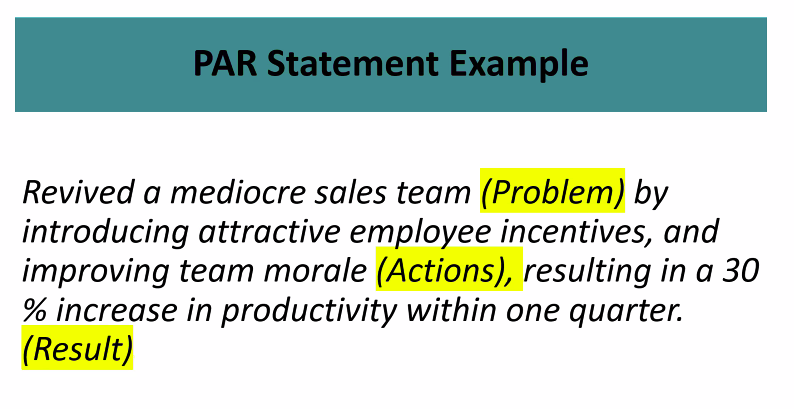 PAR Statement Example
Revived a mediocre sales team (Problem) by
introducing attractive employee incentives, and
improving team morale (Actions), resulting in a 30
% increase in productivity within one quarter.
(Result)